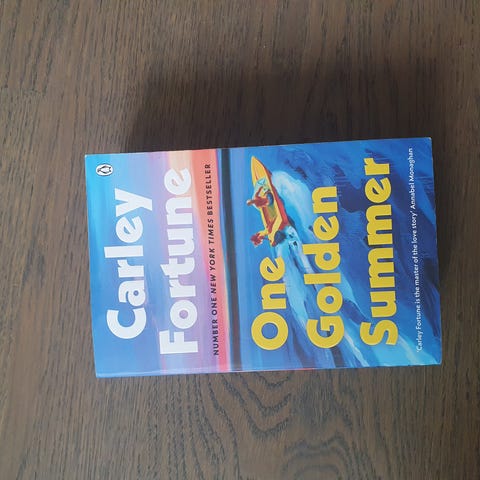 Carley
Fortune
NUMBER ONE NEW YORK TIMES BESTSELLER
One
Golden
Summer
'Carley Fortune is the master of the love story' Annabel Monaghan